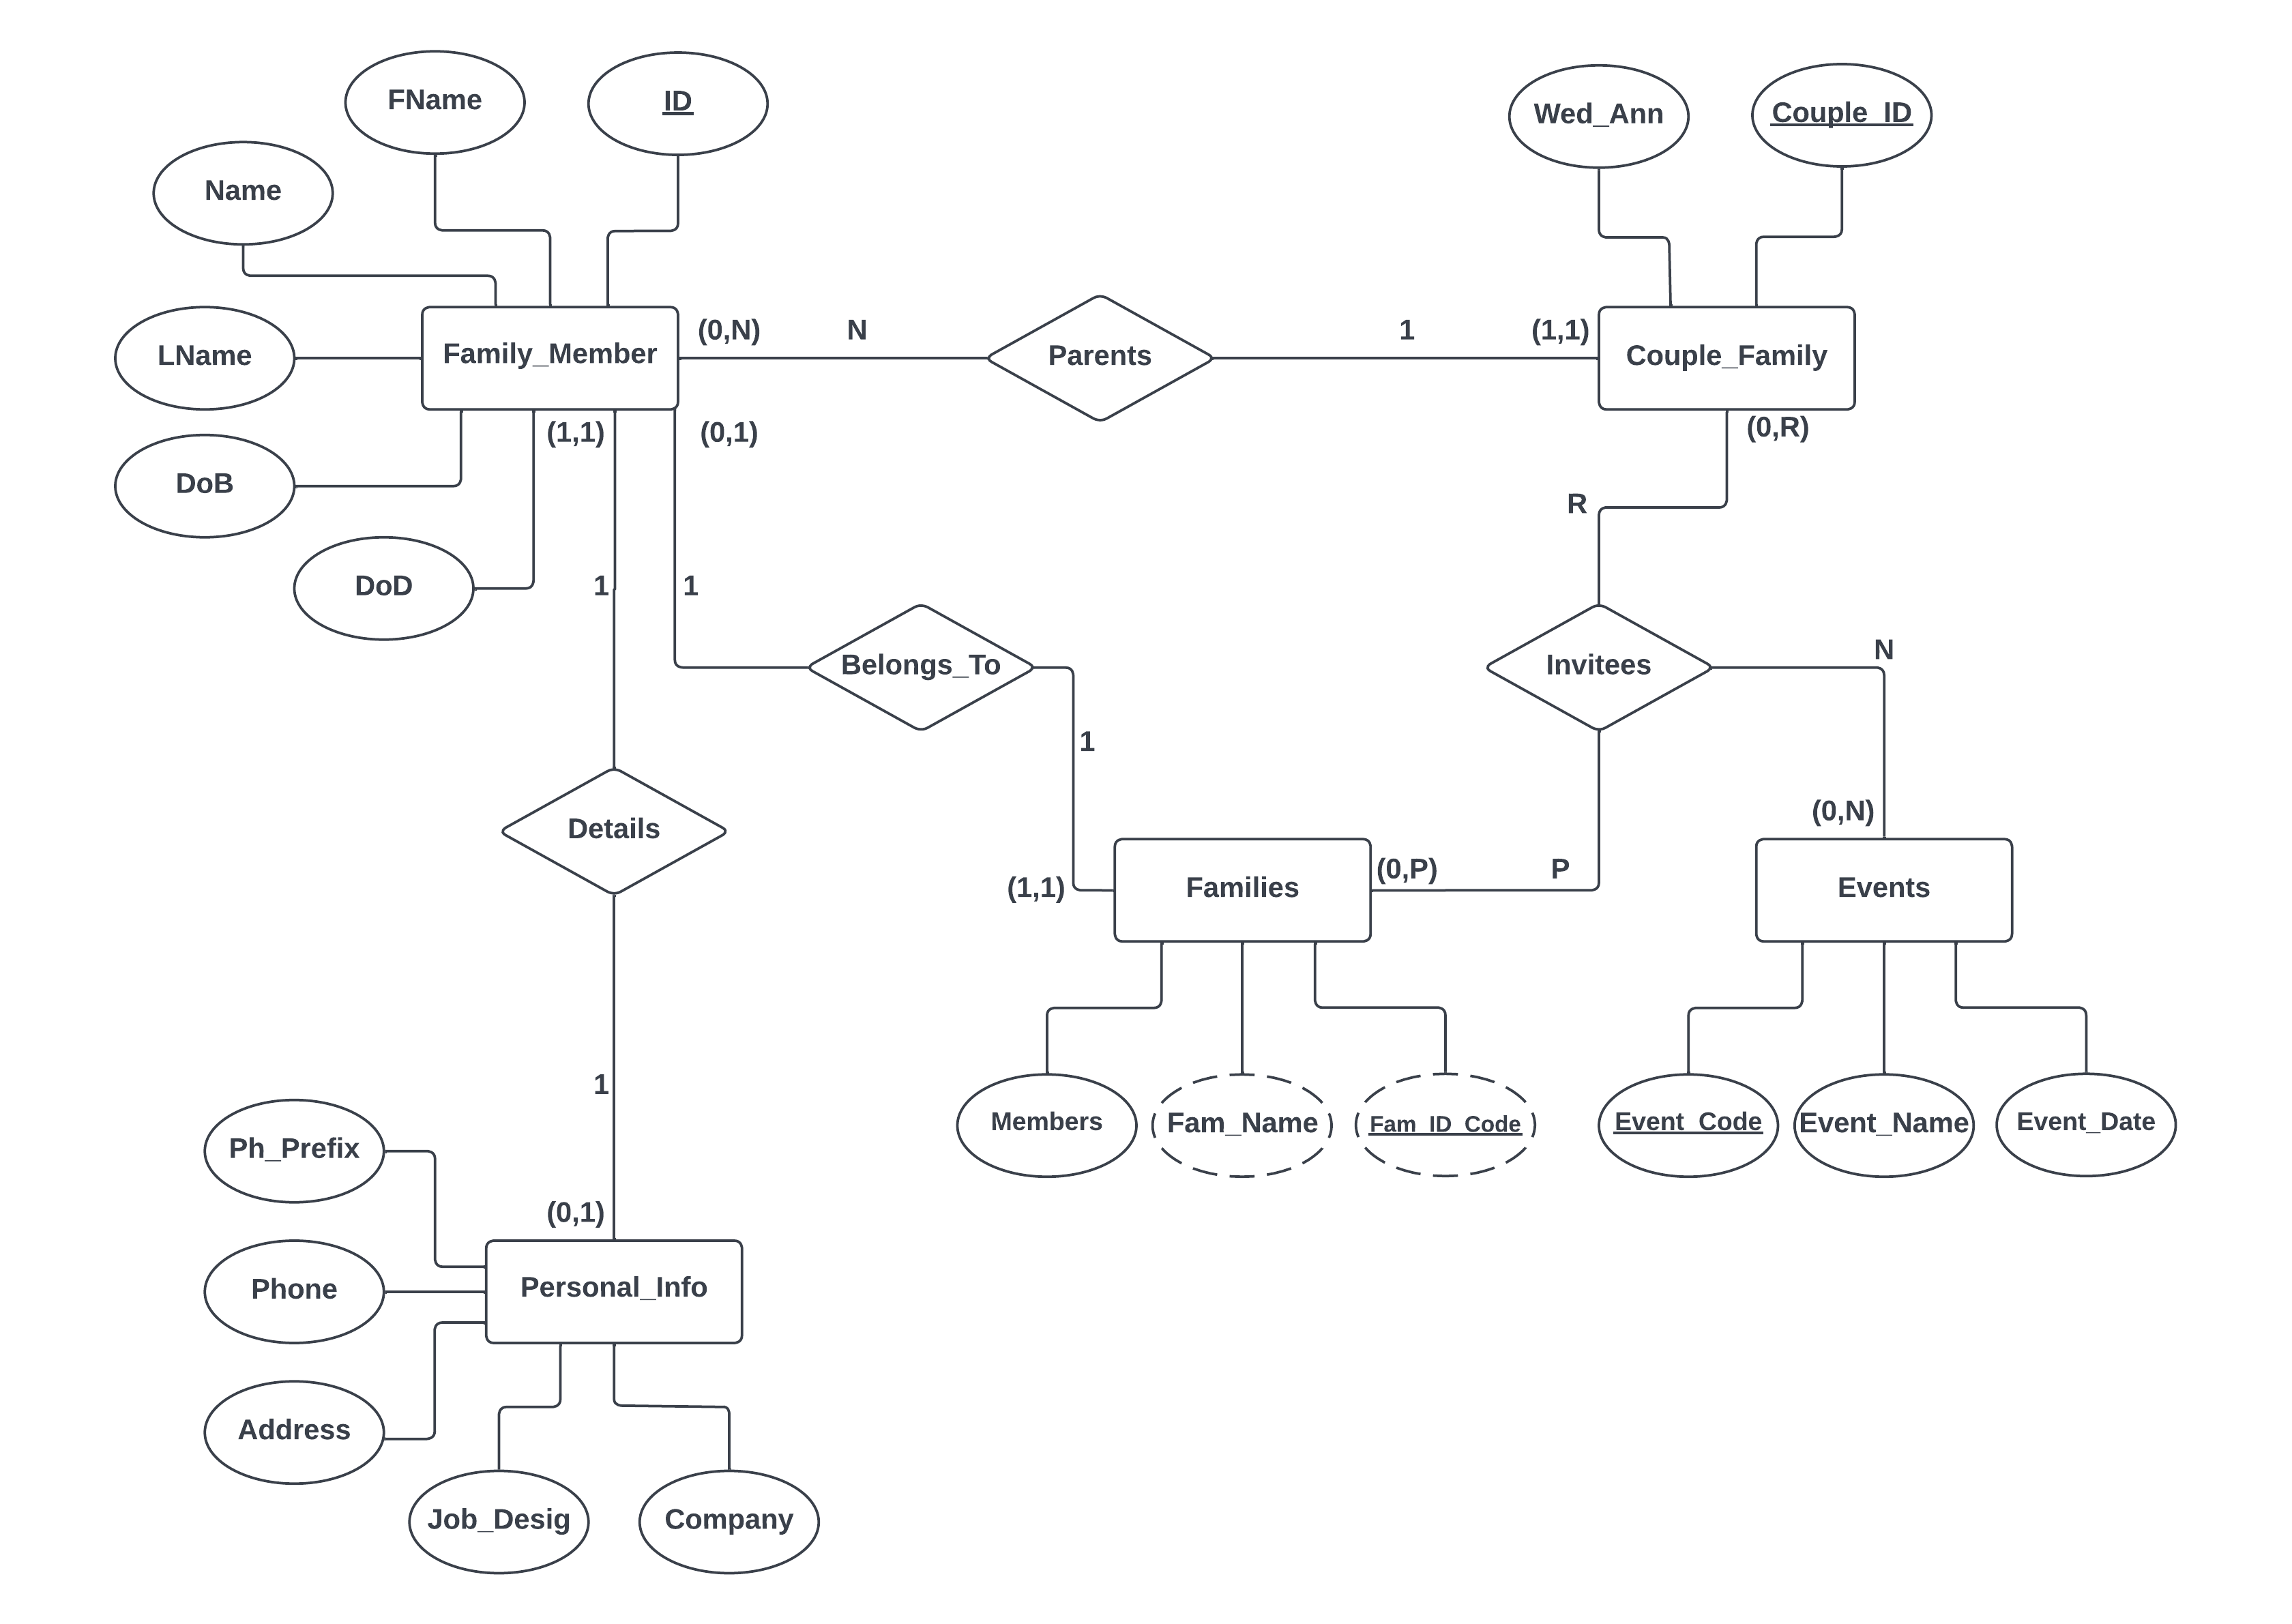 FName
ID
Wed_Ann
Couple_ID
Name
(0,N)
N
1
(1,1)
LName
Family_Member
Parents
Couple_Family
(1,1)
(0,1)
(0,R)
DoB
R
DoD
1
1
N
Belongs_To
Invitees
1
(0,N)
Details
(1,1)
Families
(0,P)
P
Events
1
Members
Fam_Name
Fam_ID_Code
Event_Code
Event_Name
Event_Date
Ph_Prefix
(0,1)
Phone
Personal_Info
Address
Job_Desig
Company